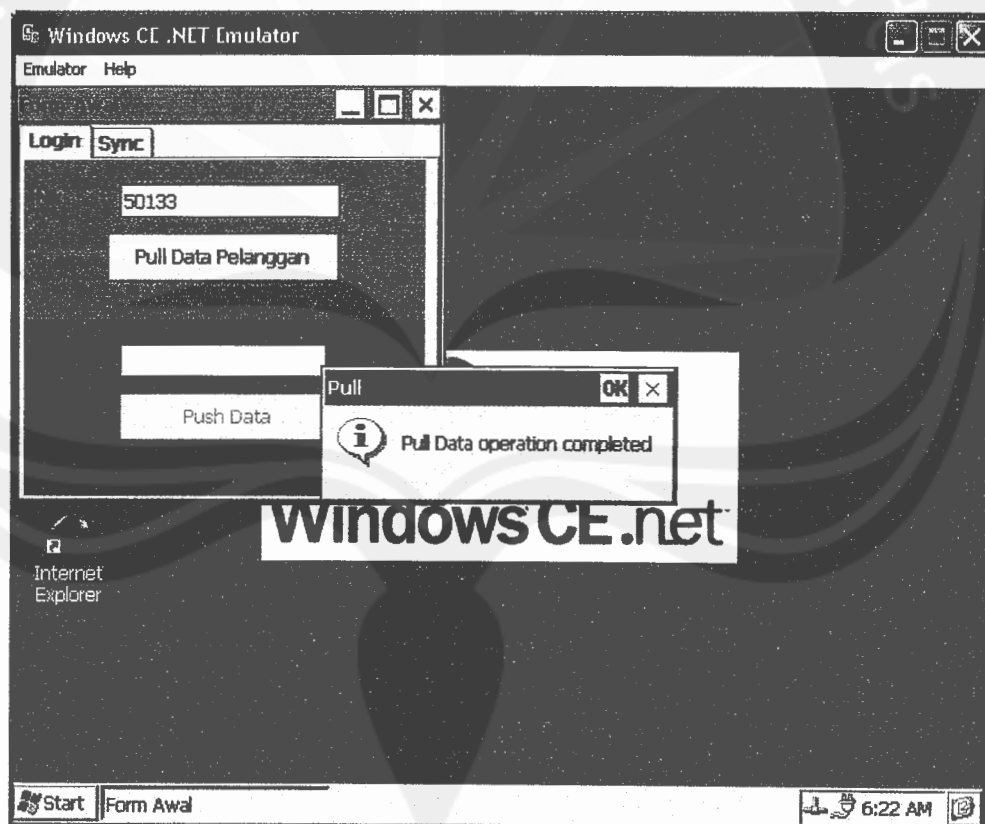 Windows CE .NET Emulator
Emulator Help
Login Sync
50133
Pull Data Pelanggan
Push Data
Pull OK
Pull Data operation completed
Windows CE.net
Internet
Explorer
Start Form Awal 6:22 AM